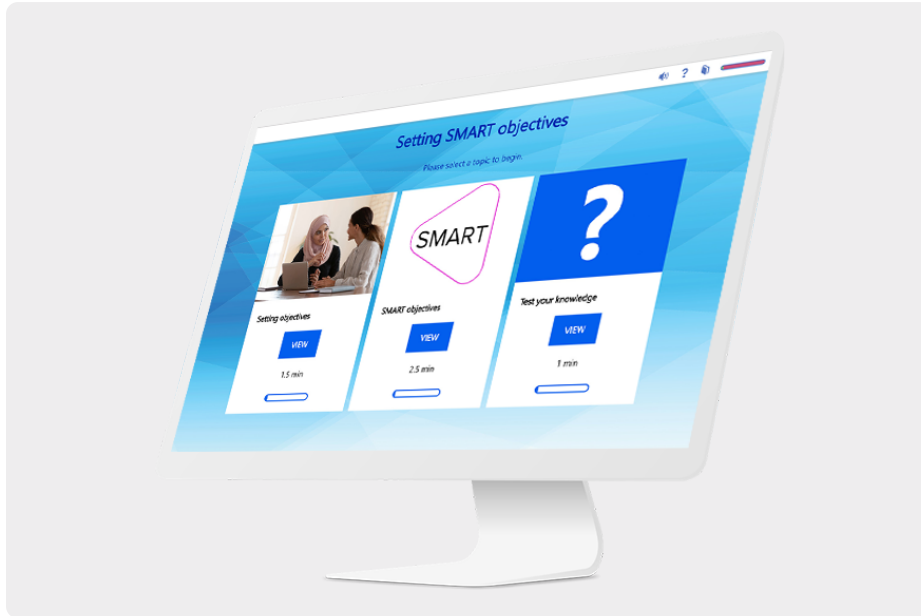 ?
Setting SMART objectives
Please select a topic to begin.
SMART
?
Setting objectives
SMART objectives
Test your knowledge
VIEW
VIEW
VIEW
1.5 min
2.5 min
1 min